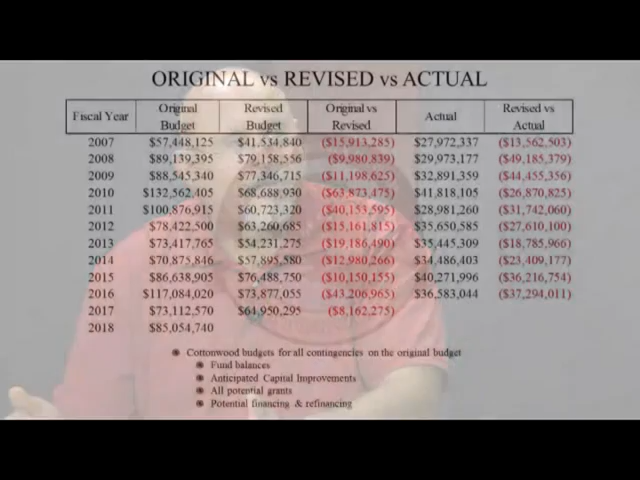 ORIGINAL vs REVISED vs ACTUAL
Fiscal Year Original Budget Revised Budget Original vs Revised Actual Revised vs Actual
2007 $57,448,125 $41,534,840 ($15,913,285) $27,972,337 ($13,562,503)
2008 $89,139,395 $79,158,556 ($9,980,839) $29,973,177 ($49,185,379)
2009 $88,545,340 $77,346,715 ($11,198,625) $32,891,359 ($44,455,356)
2010 $132,562,405 $68,688,930 ($63,873,475) $41,818,105 ($26,870,825)
2011 $100,876,915 $60,723,320 ($40,153,595) $28,981,260 ($31,742,060)
2012 $78,422,500 $63,260,685 ($15,161,815) $35,650,585 ($27,610,100)
2013 $73,417,765 $54,231,275 ($19,186,490) $35,445,309 ($18,785,966)
2014 $70,875,846 $57,895,580 ($12,980,266) $34,486,403 ($23,409,177)
2015 $86,638,905 $76,488,750 ($10,150,155) $40,271,996 ($36,216,754)
2016 $117,084,020 $73,877,055 ($43,206,965) $36,583,044 ($37,294,011)
2017 $73,112,570 $64,950,295 ($8,162,275)
2018 $85,054,740
Cottonwood budgets for all contingencies on the original budget
Fund balances
Anticipated Capital Improvements
All potential grants
Potential financing & refinancing